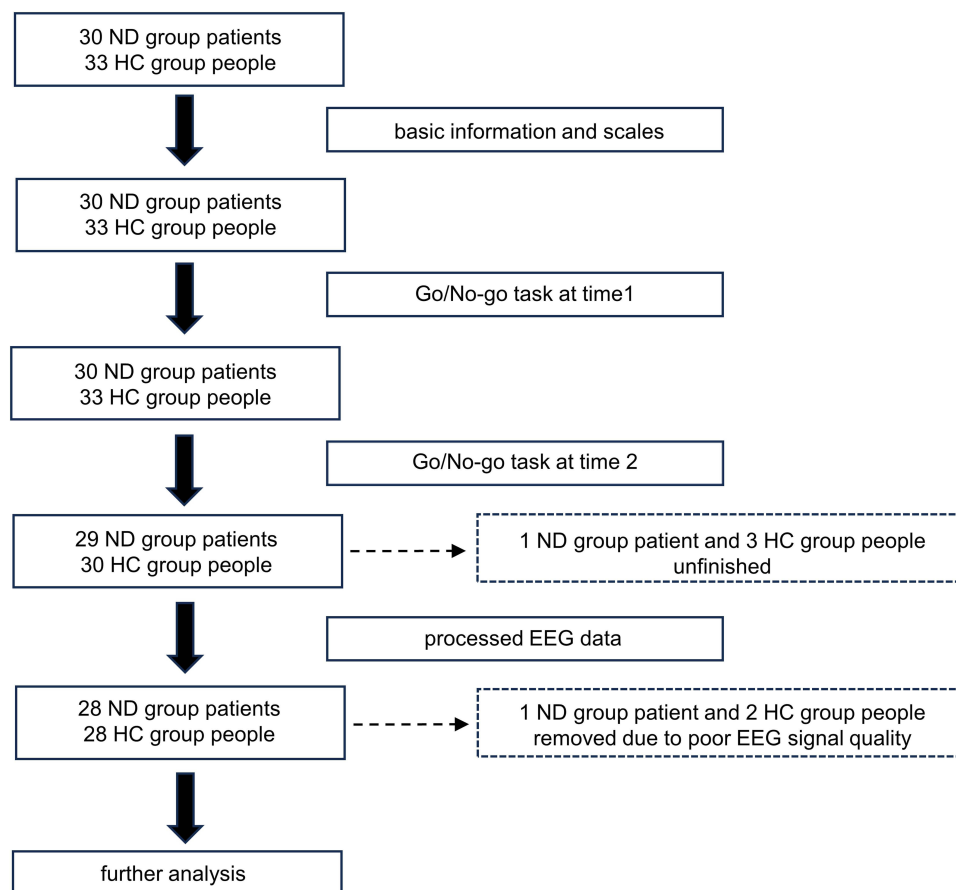 30 ND group patients
33 HC group people
basic information and scales
30 ND group patients
33 HC group people
Go/No-go task at time1
30 ND group patients
33 HC group people
Go/No-go task at time 2
29 ND group patients
30 HC group people
1 ND group patient and 3 HC group people
unfinished
processed EEG data
28 ND group patients
28 HC group people
1 ND group patient and 2 HC group people
removed due to poor EEG signal quality
further analysis